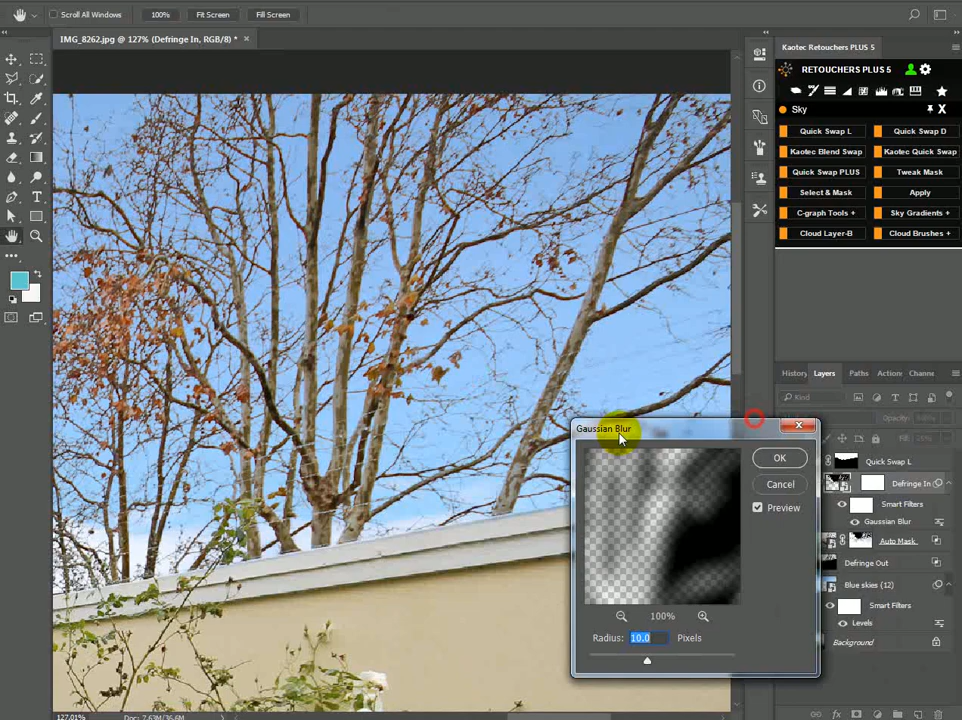 Scroll All Windows 100% Fit Screen Fill Screen
IMG_8262.jpg @ 127% (Defringe In, RGB/8) * ×
Kaotec Retouchers PLUS 5
RETOUCHERS PLUS 5
Sky
Quick Swap L Quick Swap D
Kaotec Blend Swap Kaotec Quick Swap
Quick Swap PLUS Tweak Mask
Select & Mask Apply
C-graph Tools + Sky Gradients +
Cloud Layer-B Cloud Brushes +
History Layers Paths Actions Channe
Kind
Opacity:
Fill:
Quick Swap L
Defringe In
Smart Filters
Gaussian Blur
Auto Mask
Defringe Out
Blue skies (12)
Smart Filters
Levels
Background
Gaussian Blur
OK
Cancel
Preview
100%
Radius: 10.0 Pixels
127.01% Doc: 7.63M/36.6M